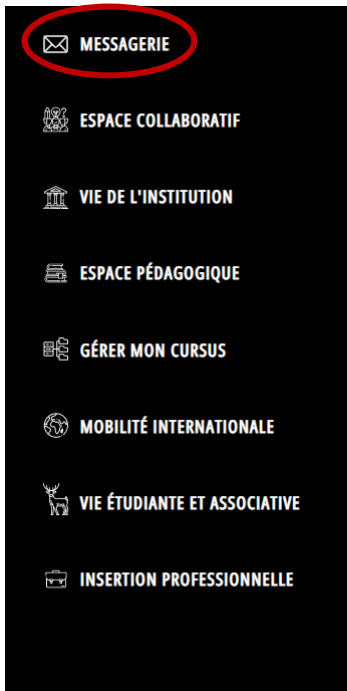 MESSAGERIE
ESPACE COLLABORATIF
VIE DE L'INSTITUTION
ESPACE PÉDAGOGIQUE
GÉRER MON CURSUS
MOBILITÉ INTERNATIONALE
VIE ÉTUDIANTE ET ASSOCIATIVE
INSERTION PROFESSIONNELLE